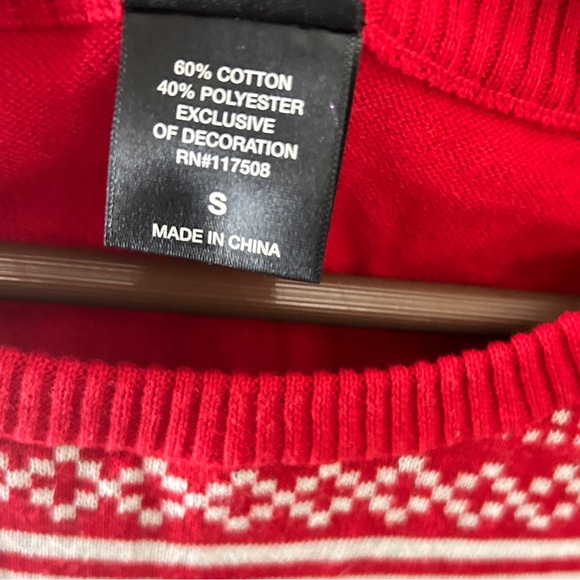 60% COTTON
40% POLYESTER
EXCLUSIVE
OF DECORATION
RN#117508
S
MADE IN CHINA